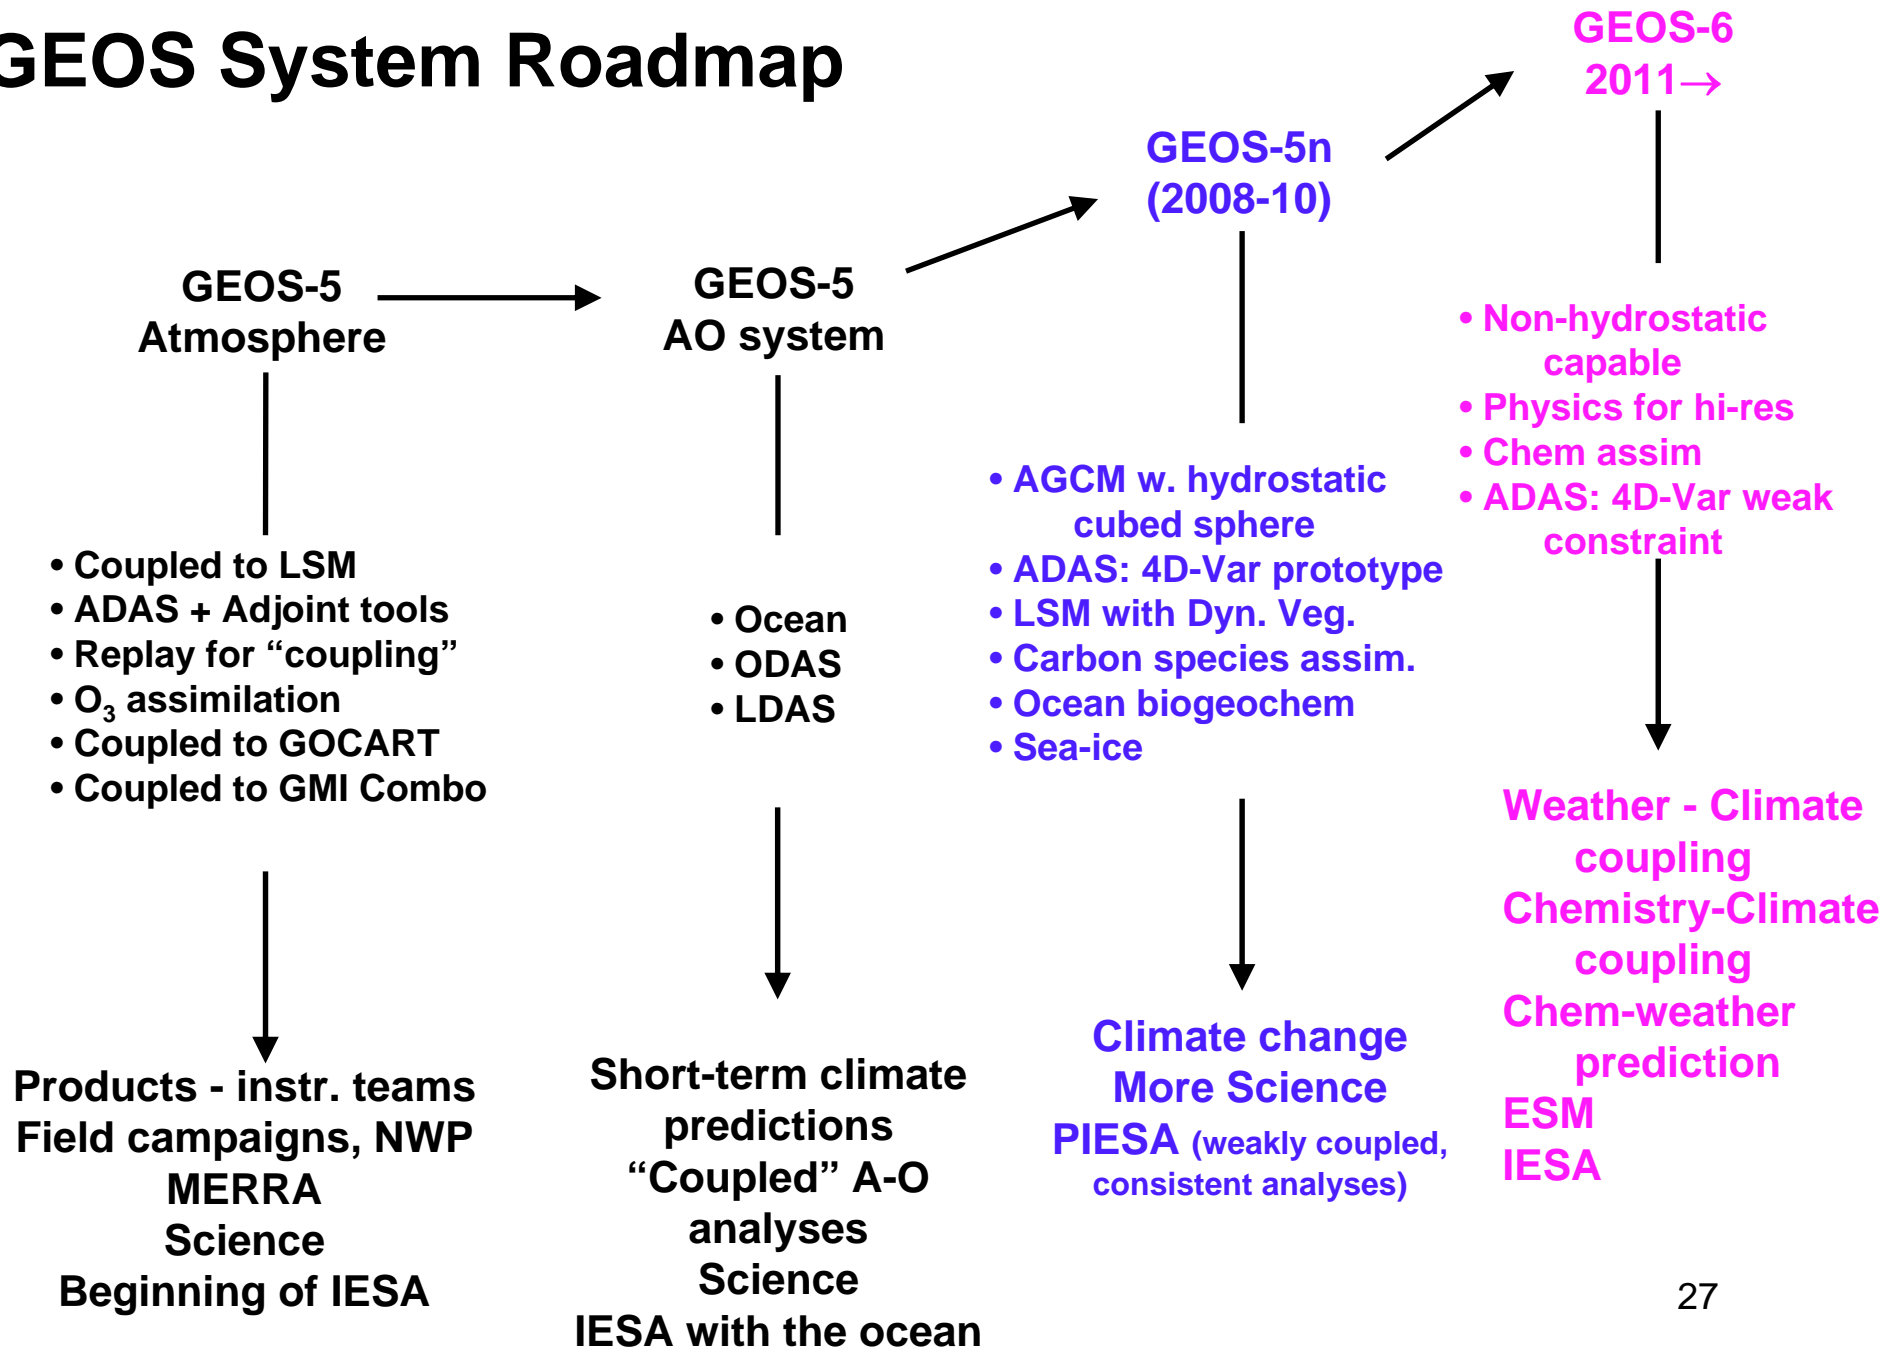 GEOS System Roadmap
GEOS-5
Atmosphere
• Coupled to LSM
• ADAS + Adjoint tools
• Replay for “coupling”
• O₃ assimilation
• Coupled to GOCART
• Coupled to GMI Combo
Products - instr. teams
Field campaigns, NWP
MERRA
Science
Beginning of IESA
GEOS-5
AO system
• Ocean
• ODAS
• LDAS
Short-term climate
predictions
“Coupled” A-O
analyses
Science
IESA with the ocean
GEOS-5n
(2008-10)
• AGCM w. hydrostatic
cubed sphere
• ADAS: 4D-Var prototype
• LSM with Dyn. Veg.
• Carbon species assim.
• Ocean biogeochem
• Sea-ice
Climate change
More Science
PIESA (weakly coupled,
consistent analyses)
GEOS-6
2011→
• Non-hydrostatic
capable
• Physics for hi-res
• Chem assim
• ADAS: 4D-Var weak
constraint
Weather - Climate
coupling
Chemistry-Climate
coupling
Chem-weather
prediction
ESM
IESA
27